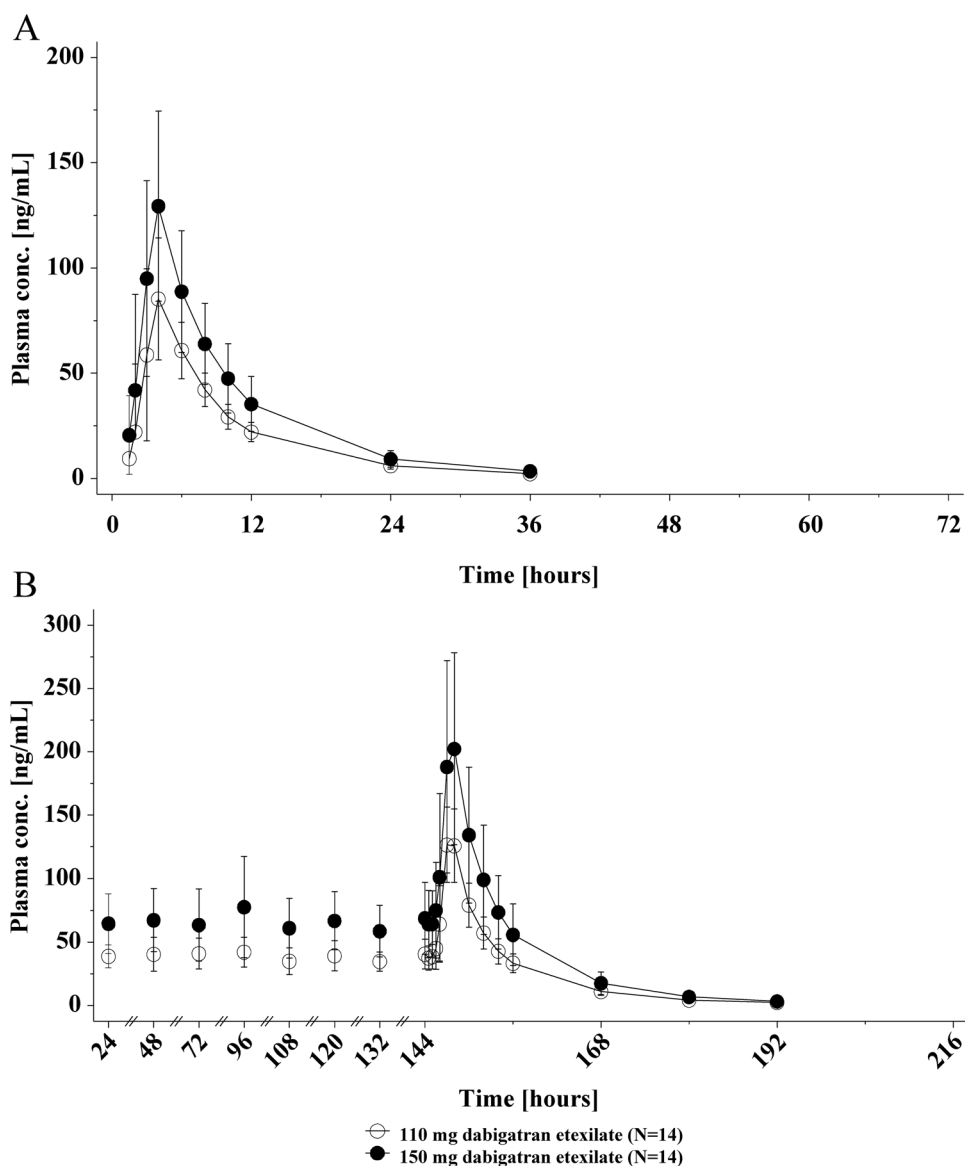 A
200
150
100
50
0
Plasma conc. [ng/mL]
0 12 24 36 48 60 72
Time [hours]
B
300
250
200
150
100
50
0
Plasma conc. [ng/mL]
24 48 72 96 108 120 132 144 168 192 216
Time [hours]
110 mg dabigatran etexilate (N=14)
150 mg dabigatran etexilate (N=14)